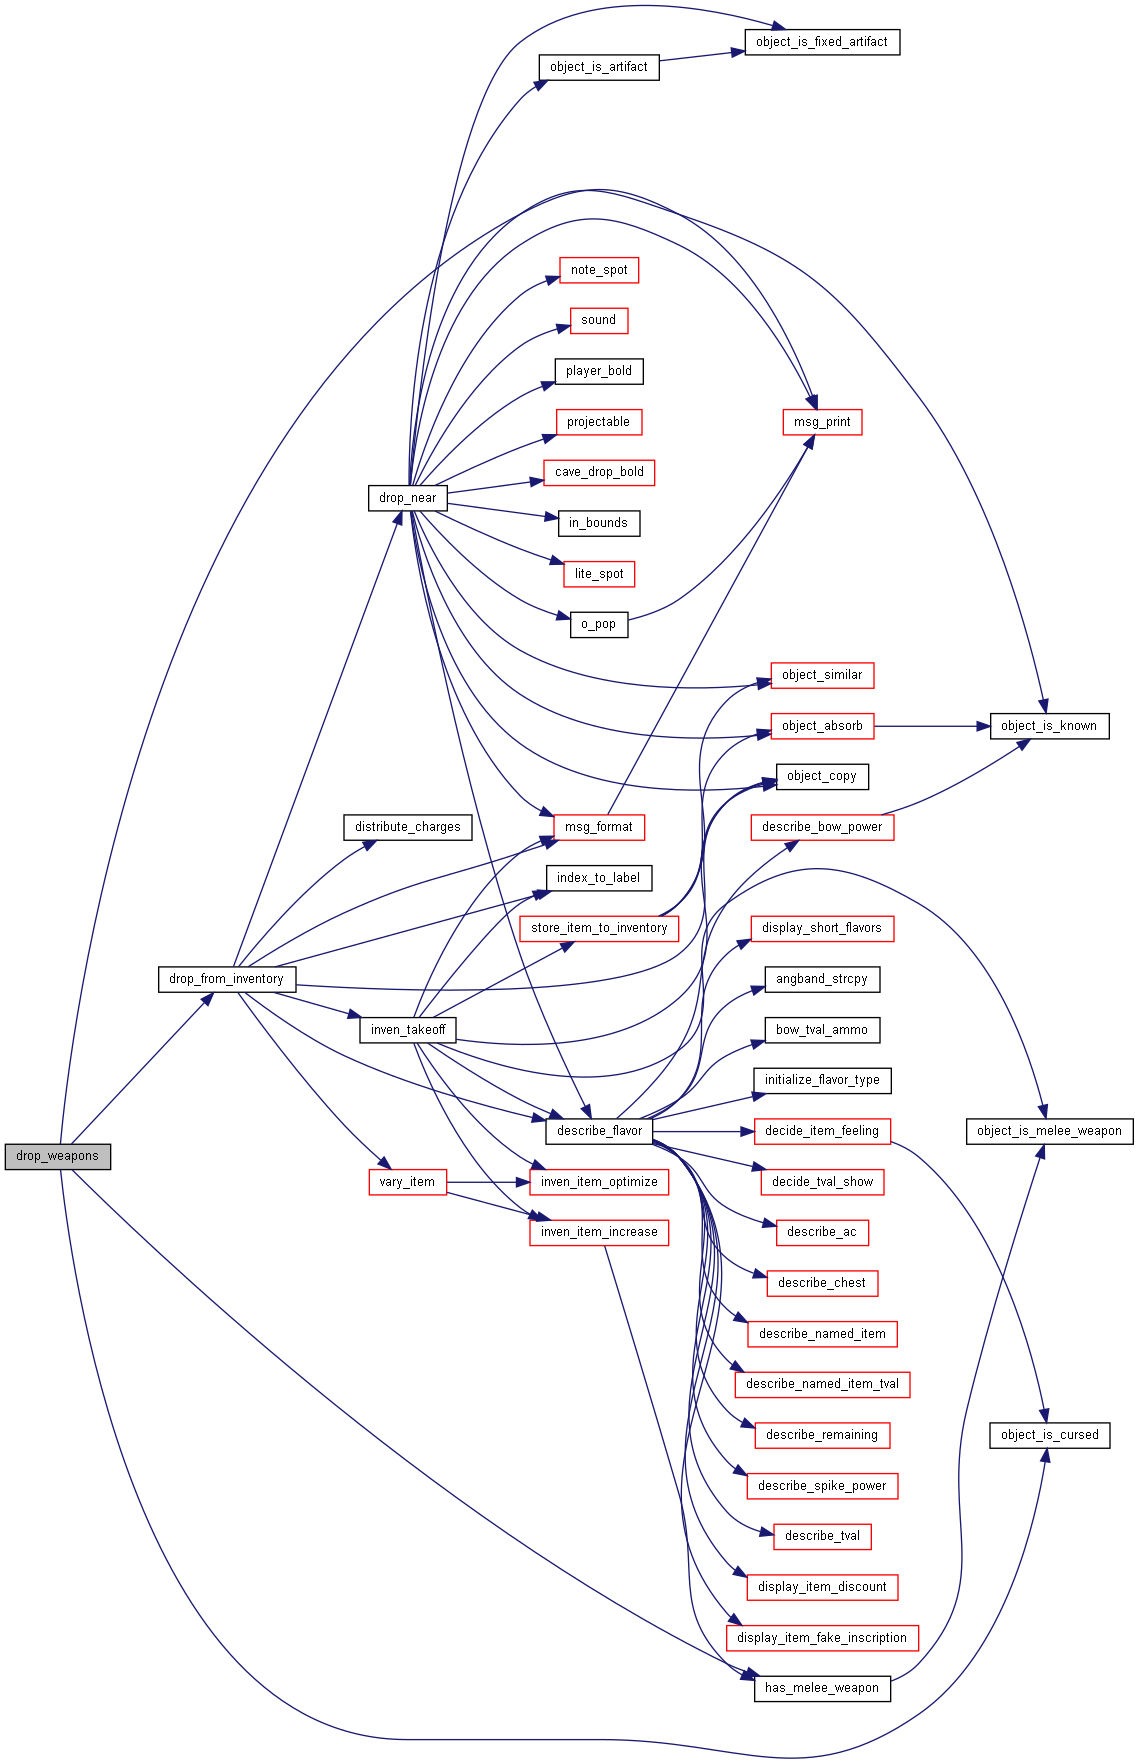 object_is_fixed_artifact
object_is_artifact
note_spot
sound
player_bold
projectable
msg_print
cave_drop_bold
drop_near
in_bounds
lite_spot
o_pop
object_similar
object_absorb
object_is_known
object_copy
distribute_charges
msg_format
describe_bow_power
index_to_label
store_item_to_inventory
display_short_flavors
drop_from_inventory
angband_strcpy
inven_takeoff
bow_tval_ammo
initialize_flavor_type
describe_flavor
decide_item_feeling
object_is_melee_weapon
drop_weapons
vary_item
inven_item_optimize
decide_tval_show
inven_item_increase
describe_ac
describe_chest
describe_named_item
describe_named_item_tval
describe_remaining
object_is_cursed
describe_spike_power
describe_tval
display_item_discount
display_item_fake_inscription
has_melee_weapon